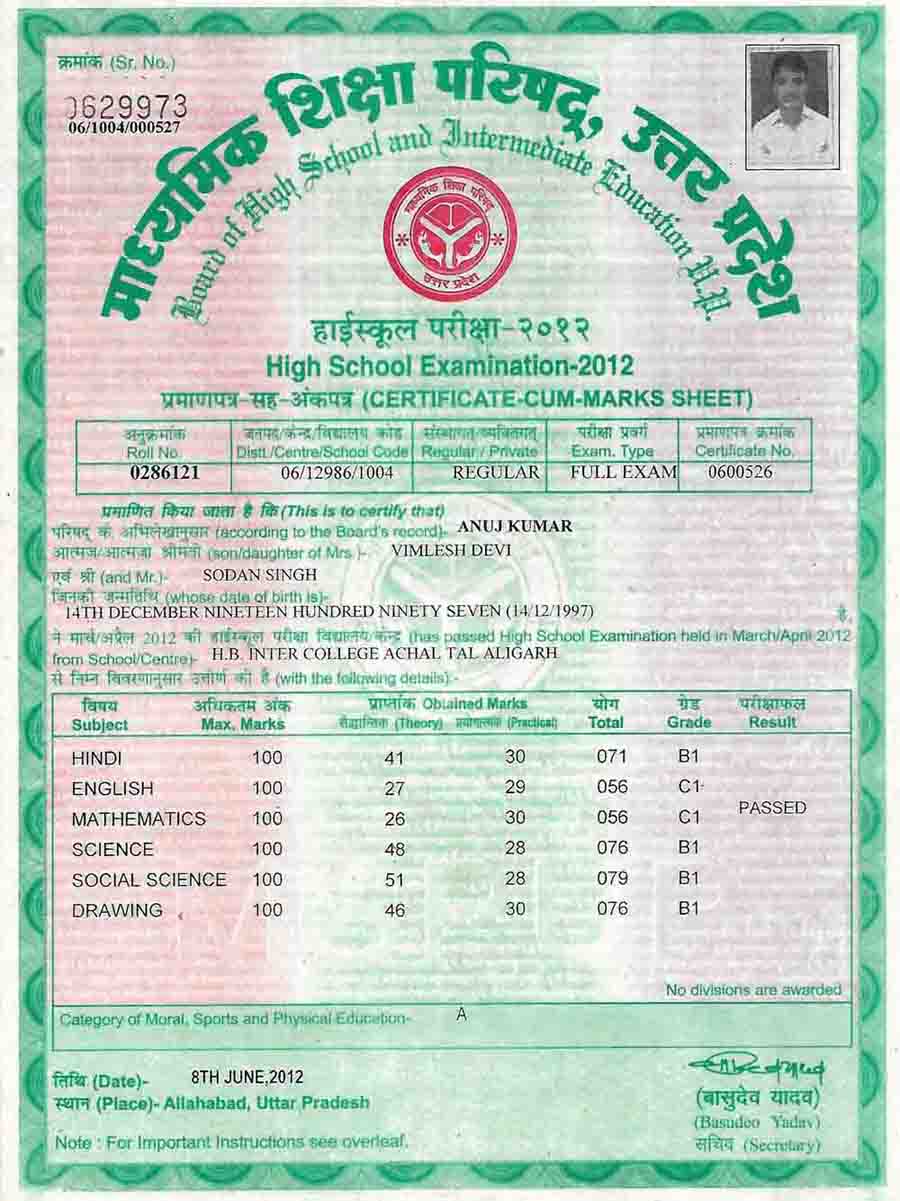 क्रमांक (Sr. No.)
0629973
06/1004/000527
माध्यमिक शिक्षा परिषद्, उत्तर प्रदेश
Board of High School and Intermediate Education U.P.
माध्यमिक शिक्षा परिषद्
उत्तर प्रदेश
हाईस्कूल परीक्षा-२०१२
High School Examination-2012
प्रमाणपत्र-सह-अंकपत्र (CERTIFICATE-CUM-MARKS SHEET)
अनुक्रमांक जनपद/केन्द्र/विद्यालय कोड संस्थागत/व्यक्तिगत् परीक्षा प्रवर्ग प्रमाणपत्र क्रमांक
Roll No. Distt./Centre/School Code Regular / Private Exam. Type Certificate No.
0286121 06/12986/1004 REGULAR FULL EXAM 0600526
प्रमाणित किया जाता है कि (This is to certify that)
परिषद् के अभिलेखानुसार (according to the Board's record)- ANUJ KUMAR
आत्मज/आत्मजा श्रीमती (son/daughter of Mrs.)- VIMLESH DEVI
एवं श्री (and Mr.)- SODAN SINGH
जिनकी जन्मतिथि (whose date of birth is)-
14TH DECEMBER NINETEEN HUNDRED NINETY SEVEN (14/12/1997) है,
ने मार्च/अप्रैल 2012 की हाईस्कूल परीक्षा विद्यालय/केन्द्र (has passed High School Examination held in March/April 2012
from School/Centre)- H.B. INTER COLLEGE ACHAL TAL ALIGARH
से निम्न विवरणानुसार उत्तीर्ण की है (with the following details):-
विषय अधिकतम अंक प्राप्तांक Obtained Marks योग ग्रेड परीक्षाफल
Subject Max. Marks सैद्धान्तिक (Theory) प्रयोगात्मक (Practical) Total Grade Result
HINDI 100 41 30 071 B1
ENGLISH 100 27 29 056 C1
PASSED
MATHEMATICS 100 26 30 056 C1
SCIENCE 100 48 28 076 B1
SOCIAL SCIENCE 100 51 28 079 B1
DRAWING 100 46 30 076 B1
No divisions are awarded
Category of Moral, Sports and Physical Education- A
तिथि (Date)- 8TH JUNE,2012
स्थान (Place)- Allahabad, Uttar Pradesh
(बासुदेव यादव)
(Basudeo Yadav)
सचिव (Secretary)
Note : For Important Instructions see overleaf.